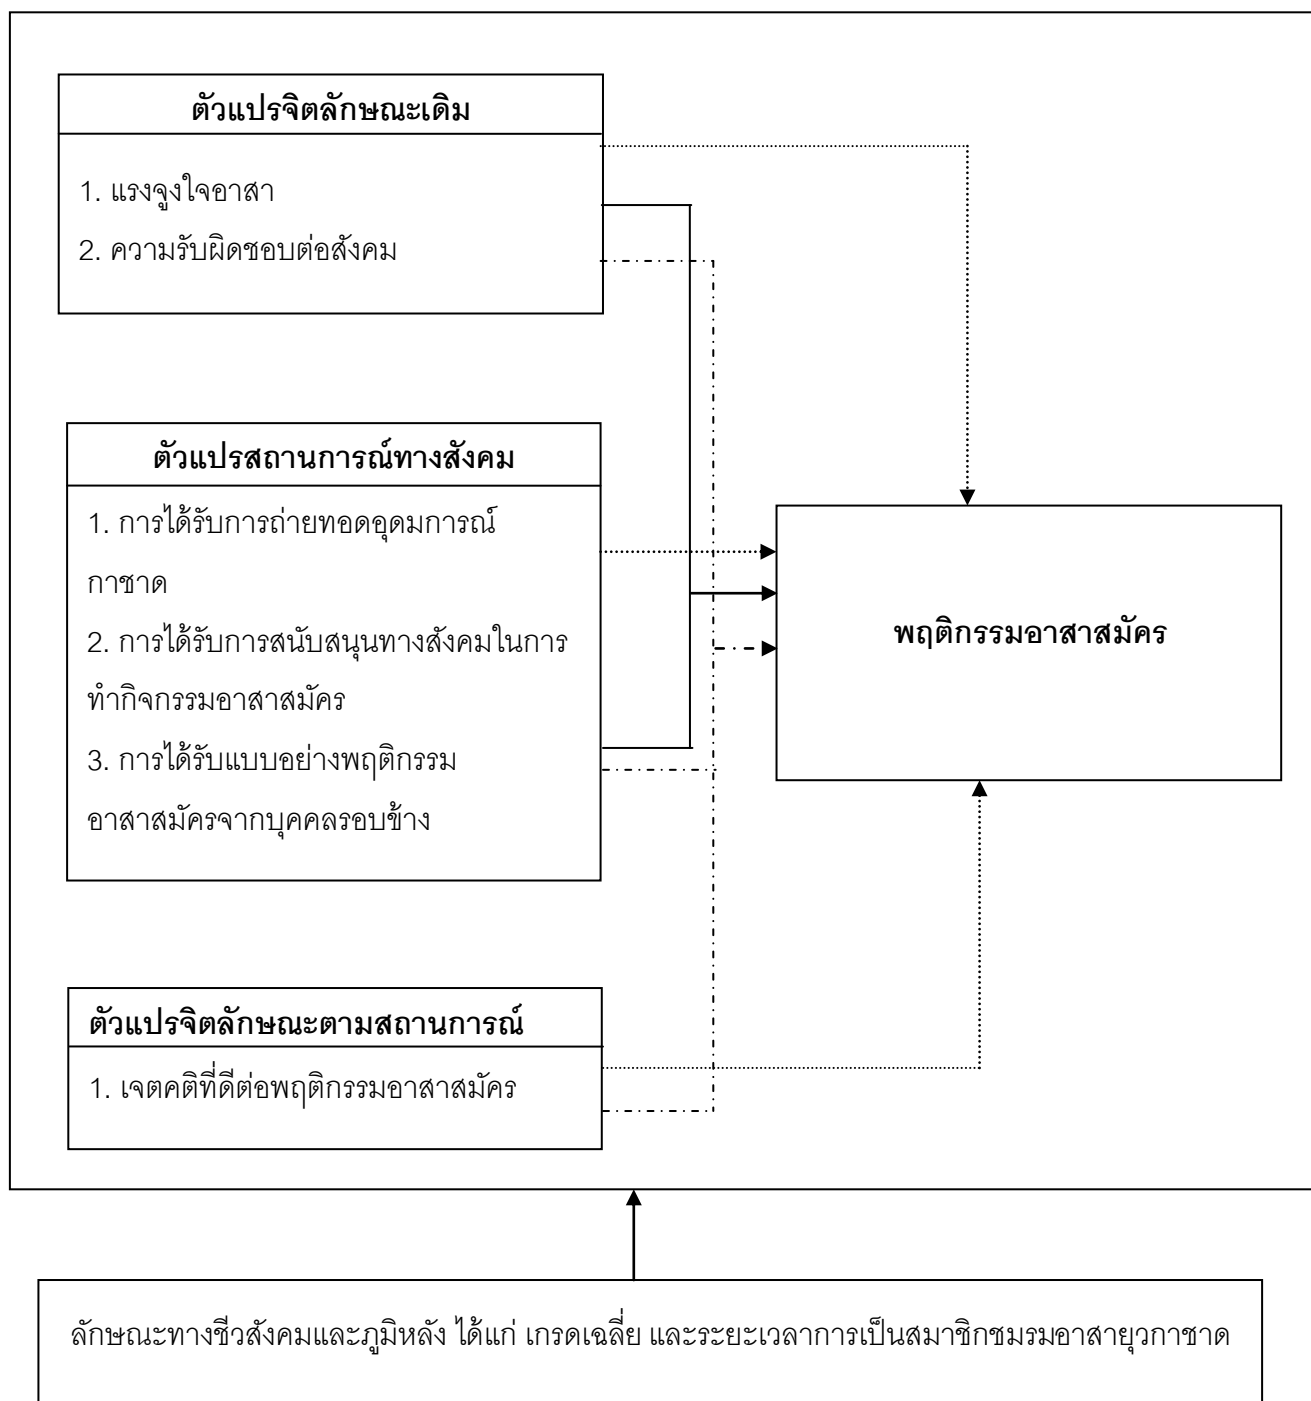 ตัวแปรจิตลักษณะเดิม
1. แรงจูงใจอาสา
2. ความรับผิดชอบต่อสังคม
ตัวแปรสถานการณ์ทางสังคม
1. การได้รับการถ่ายทอดอุดมการณ์
กาชาด
2. การได้รับการสนับสนุนทางสังคมในการ
ทำกิจกรรมอาสาสมัคร
3. การได้รับแบบอย่างพฤติกรรม
อาสาสมัครจากบุคคลรอบข้าง
พฤติกรรมอาสาสมัคร
ตัวแปรจิตลักษณะตามสถานการณ์
1. เจตคติที่ดีต่อพฤติกรรมอาสาสมัคร
ลักษณะทางชีวสังคมและภูมิหลัง ได้แก่ เกรดเฉลี่ย และระยะเวลาการเป็นสมาชิกชมรมอาสายุวกาชาด